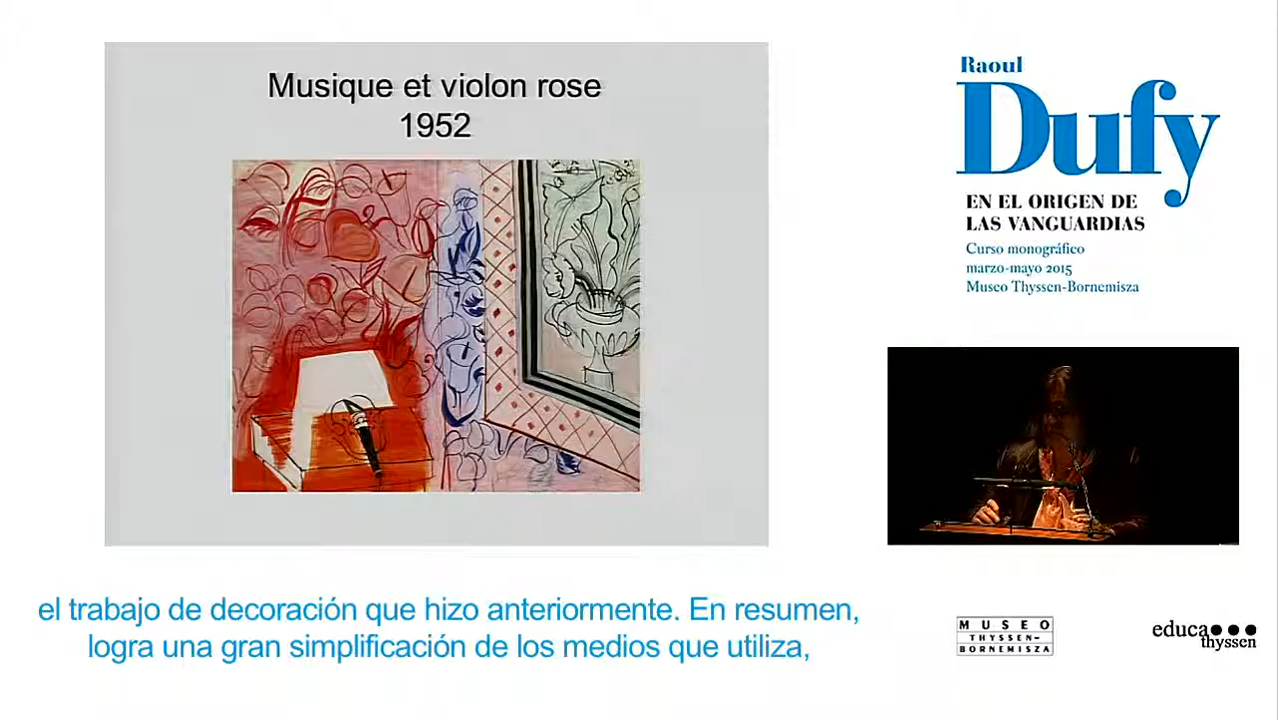 Musique et violon rose
1952
Raoul
Dufy
EN EL ORIGEN DE
LAS VANGUARDIAS
Curso monográfico
marzo-mayo 2015
Museo Thyssen-Bornemisza
el trabajo de decoración que hizo anteriormente. En resumen,
logra una gran simplificación de los medios que utiliza,
MUSEO
THYSSEN-
BORNEMISZA
educa
thyssen